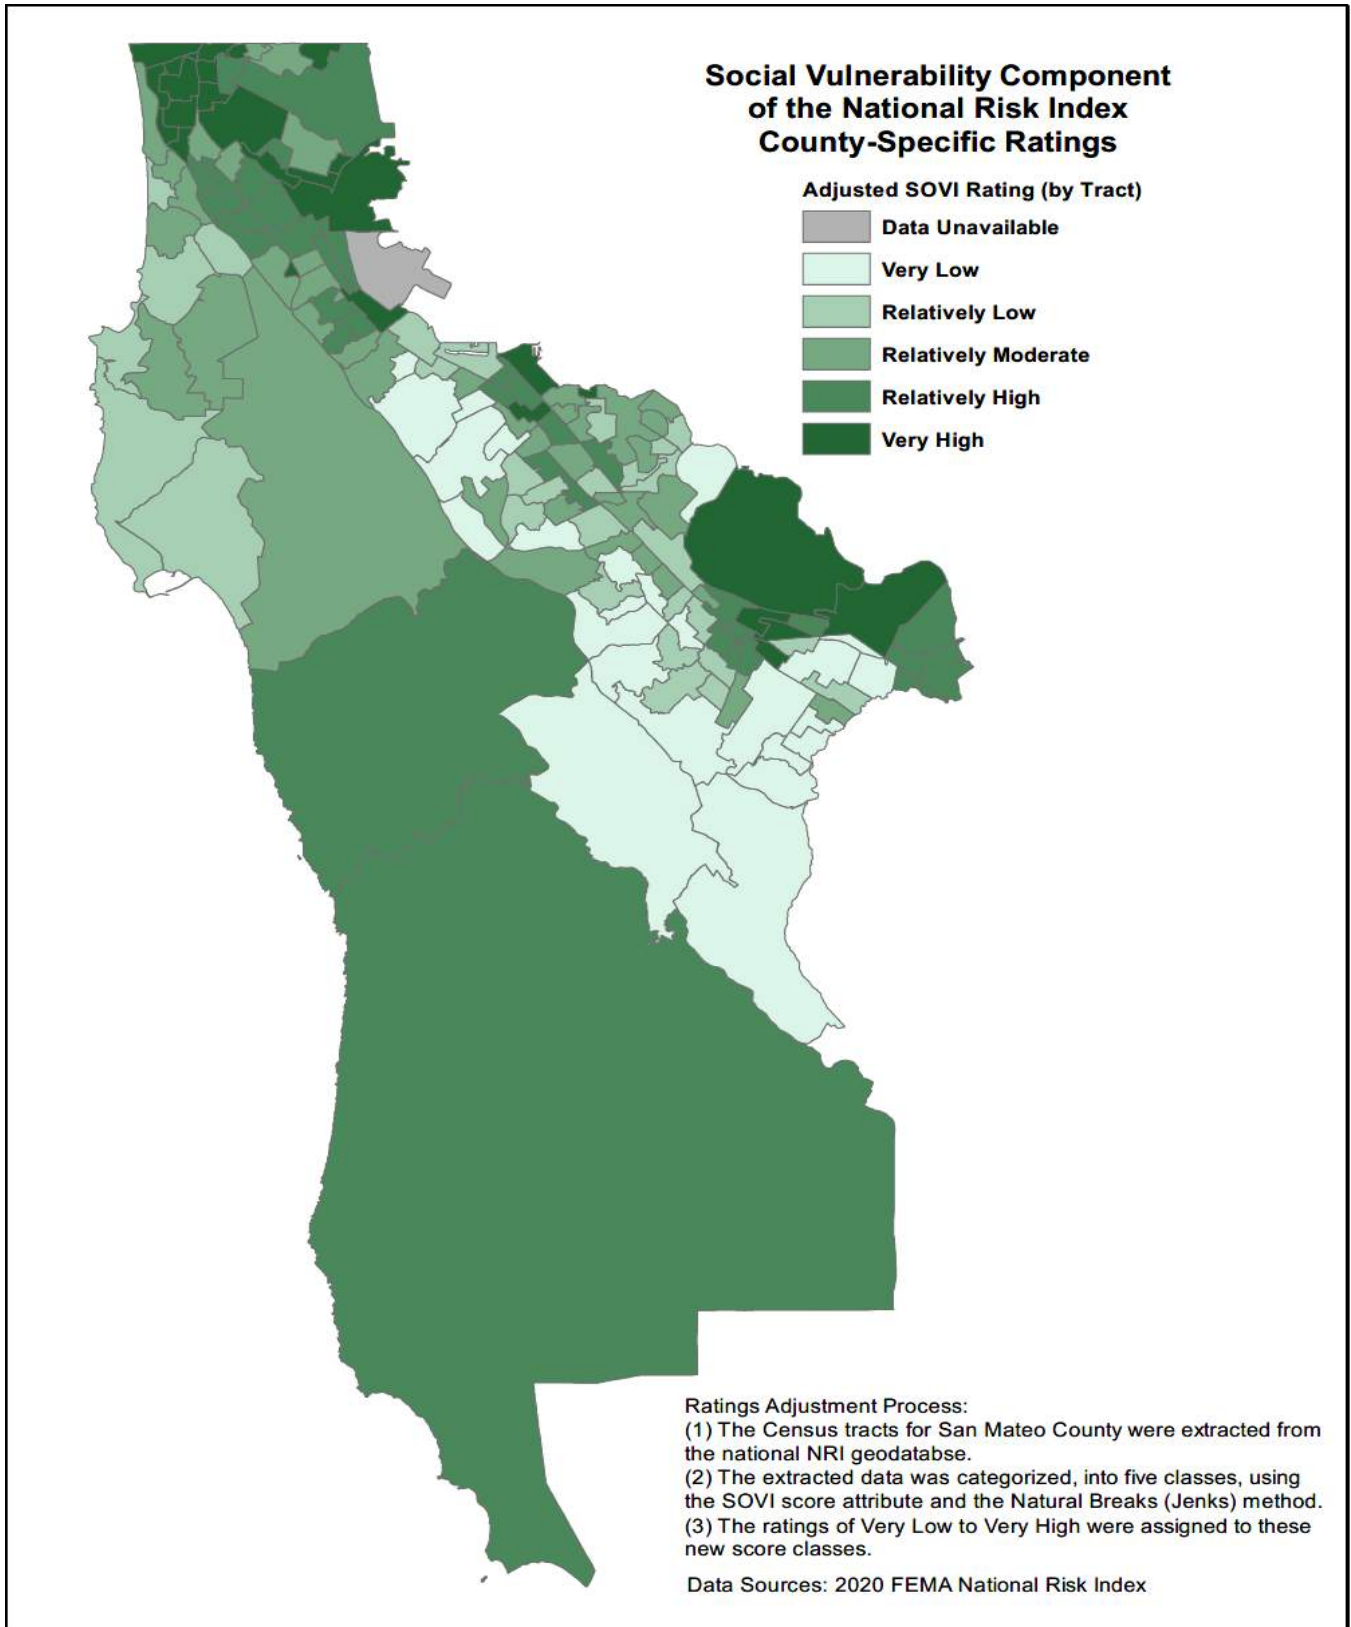 Social Vulnerability Component
of the National Risk Index
County-Specific Ratings
Adjusted SOVI Rating (by Tract)
Data Unavailable
Very Low
Relatively Low
Relatively Moderate
Relatively High
Very High
Ratings Adjustment Process:
(1) The Census tracts for San Mateo County were extracted from
the national NRI geodatabse.
(2) The extracted data was categorized, into five classes, using
the SOVI score attribute and the Natural Breaks (Jenks) method.
(3) The ratings of Very Low to Very High were assigned to these
new score classes.
Data Sources: 2020 FEMA National Risk Index